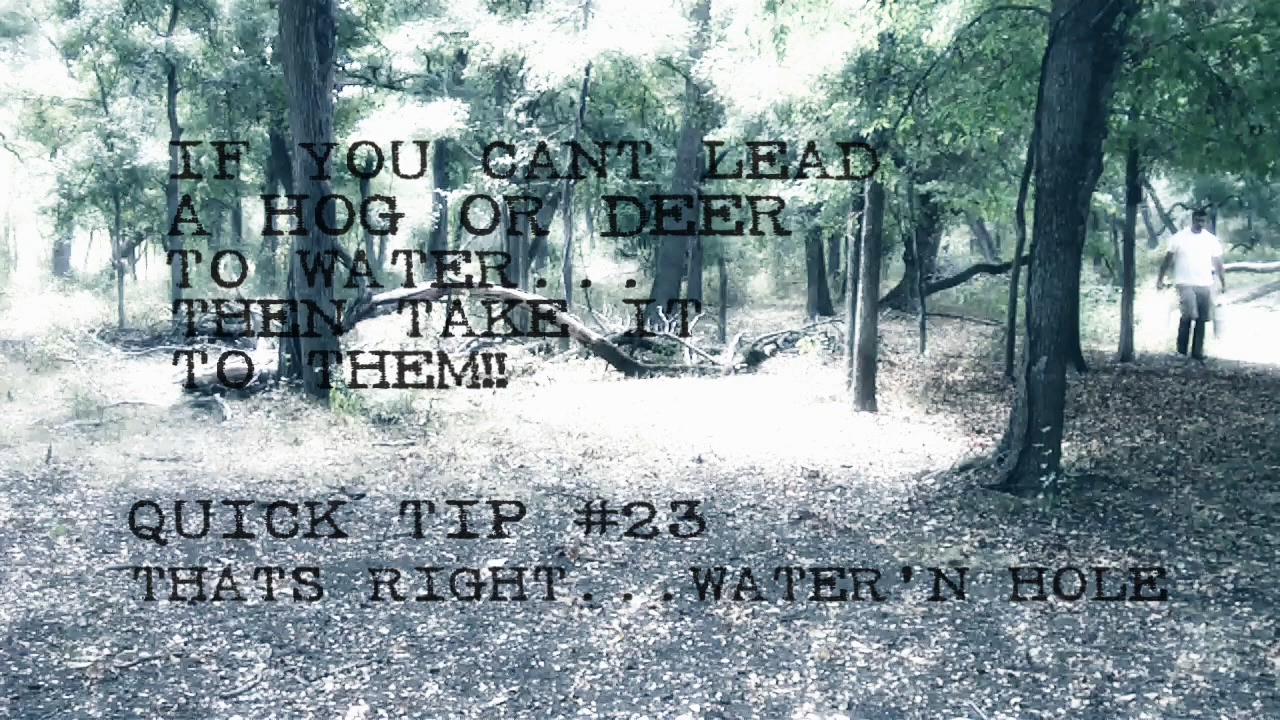 IF YOU CANT LEAD
A HOG OR DEER
TO WATER...
THEN TAKE IT
TO THEM!!
QUICK TIP #23
THATS RIGHT...WATER'N HOLE